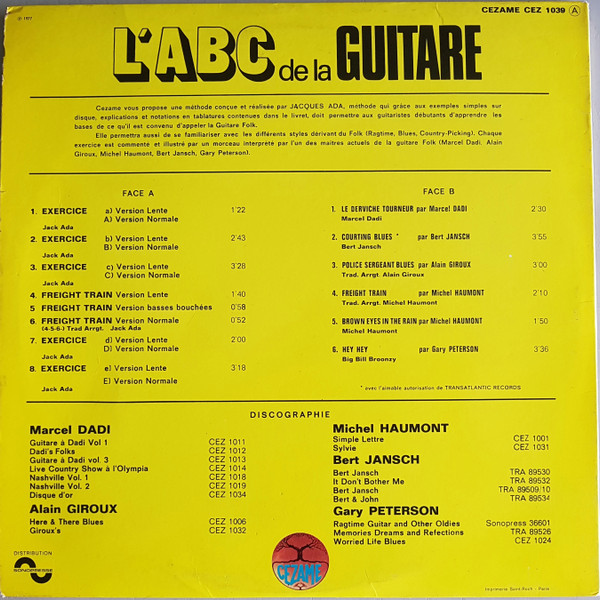 ℗ 1977
CEZAME CEZ 1039 Ⓐ
L'ABC de la GUITARE
Cezame vous propose une méthode conçue et réalisée par JACQUES ADA, méthode qui grâce aux exemples simples sur
disque, explications et notations en tablatures contenues dans le livret, doit permettre aux guitaristes débutants d'apprendre les
bases de ce qu'il est convenu d'appeler la Guitare Folk.
Elle permettra aussi de se familiariser avec les différents styles dérivant du Folk (Ragtime, Blues, Country-Picking). Chaque
exercice est commenté et illustré par un morceau interprété par l'un des maîtres actuels de la guitare Folk (Marcel Dadi, Alain
Giroux, Michel Haumont, Bert Jansch, Gary Peterson).
FACE A
1. EXERCICE a) Version Lente 1'22
A) Version Normale
Jack Ada
2. EXERCICE b) Version Lente 2'43
B) Version Normale
Jack Ada
3. EXERCICE c) Version Lente 3'28
C) Version Normale
Jack Ada
4. FREIGHT TRAIN Version Lente 1'40
5 FREIGHT TRAIN Version basses bouchées 0'58
6. FREIGHT TRAIN Version Normale 0'52
(4-5-6-) Trad Arrgt. Jack Ada
7. EXERCICE d) Version Lente 2'00
D) Version Normale
Jack Ada
8. EXERCICE e) Version Lente 3'18
E) Version Normale
Jack Ada
FACE B
1. LE DERVICHE TOURNEUR par Marcel DADI 2'30
Marcel Dadi
2. COURTING BLUES * par Bert JANSCH 3'55
Bert Jansch
3. POLICE SERGEANT BLUES par Alain GIROUX 3'00
Trad. Arrgt. Alain Giroux
4. FREIGHT TRAIN par Michel HAUMONT 2'10
Trad. Arrgt. Michel Haumont
5. BROWN EYES IN THE RAIN par Michel HAUMONT 1'50
Michel Haumont
6. HEY HEY par Gary PETERSON 3'36
Big Bill Broonzy
* avec l'aimable autorisation de TRANSATLANTIC RECORDS
DISCOGRAPHIE
Marcel DADI
Guitare à Dadi Vol 1 CEZ 1011
Dadi's Folks CEZ 1012
Guitare à Dadi vol. 3 CEZ 1013
Live Country Show à l'Olympia CEZ 1014
Nashville Vol. 1 CEZ 1018
Nashville Vol. 2 CEZ 1019
Disque d'or CEZ 1034
Alain GIROUX
Here & There Blues CEZ 1006
Giroux's CEZ 1032
Michel HAUMONT
Simple Lettre CEZ 1001
Sylvie CEZ 1031
Bert JANSCH
Bert Jansch TRA 89530
It Don't Bother Me TRA 89532
Bert Jansch TRA 89509/10
Bert & John TRA 89534
Gary PETERSON
Ragtime Guitar and Other Oldies Sonopress 36601
Memories Dreams and Refections TRA 89526
Worried Life Blues CEZ 1024
DISTRIBUTION
SONOPRESSE
CEZAME
Imprimerie Saint-Roch - Paris